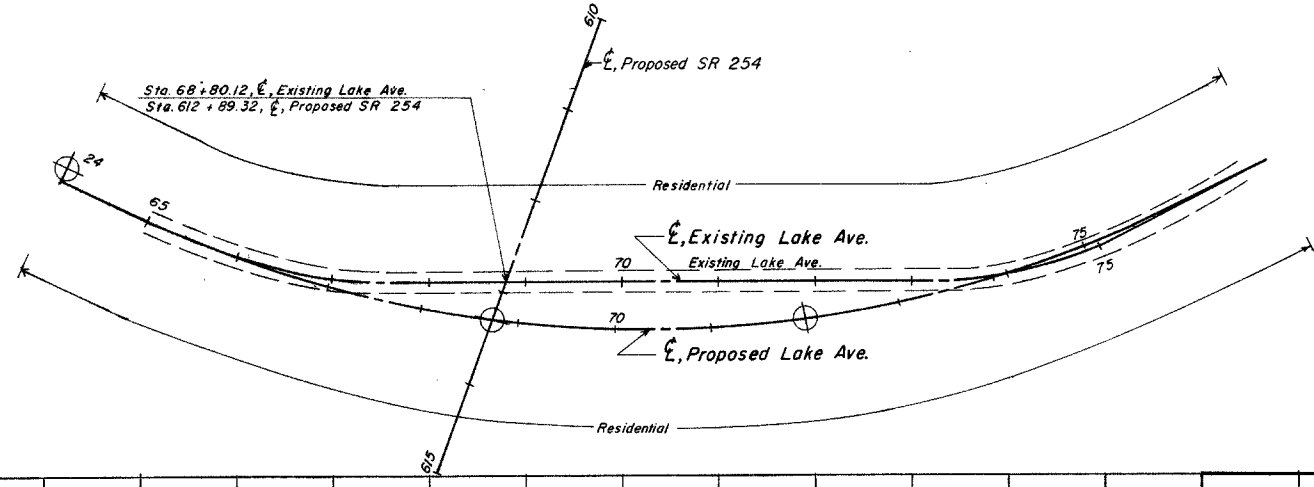 610
℄, Proposed SR 254
Sta. 68+80.12, ℄, Existing Lake Ave.
Sta. 612 + 89.32, ℄, Proposed SR 254
24
Residential
65
℄, Existing Lake Ave.
70
Existing Lake Ave.
75
75
70
℄, Proposed Lake Ave.
Residential
615